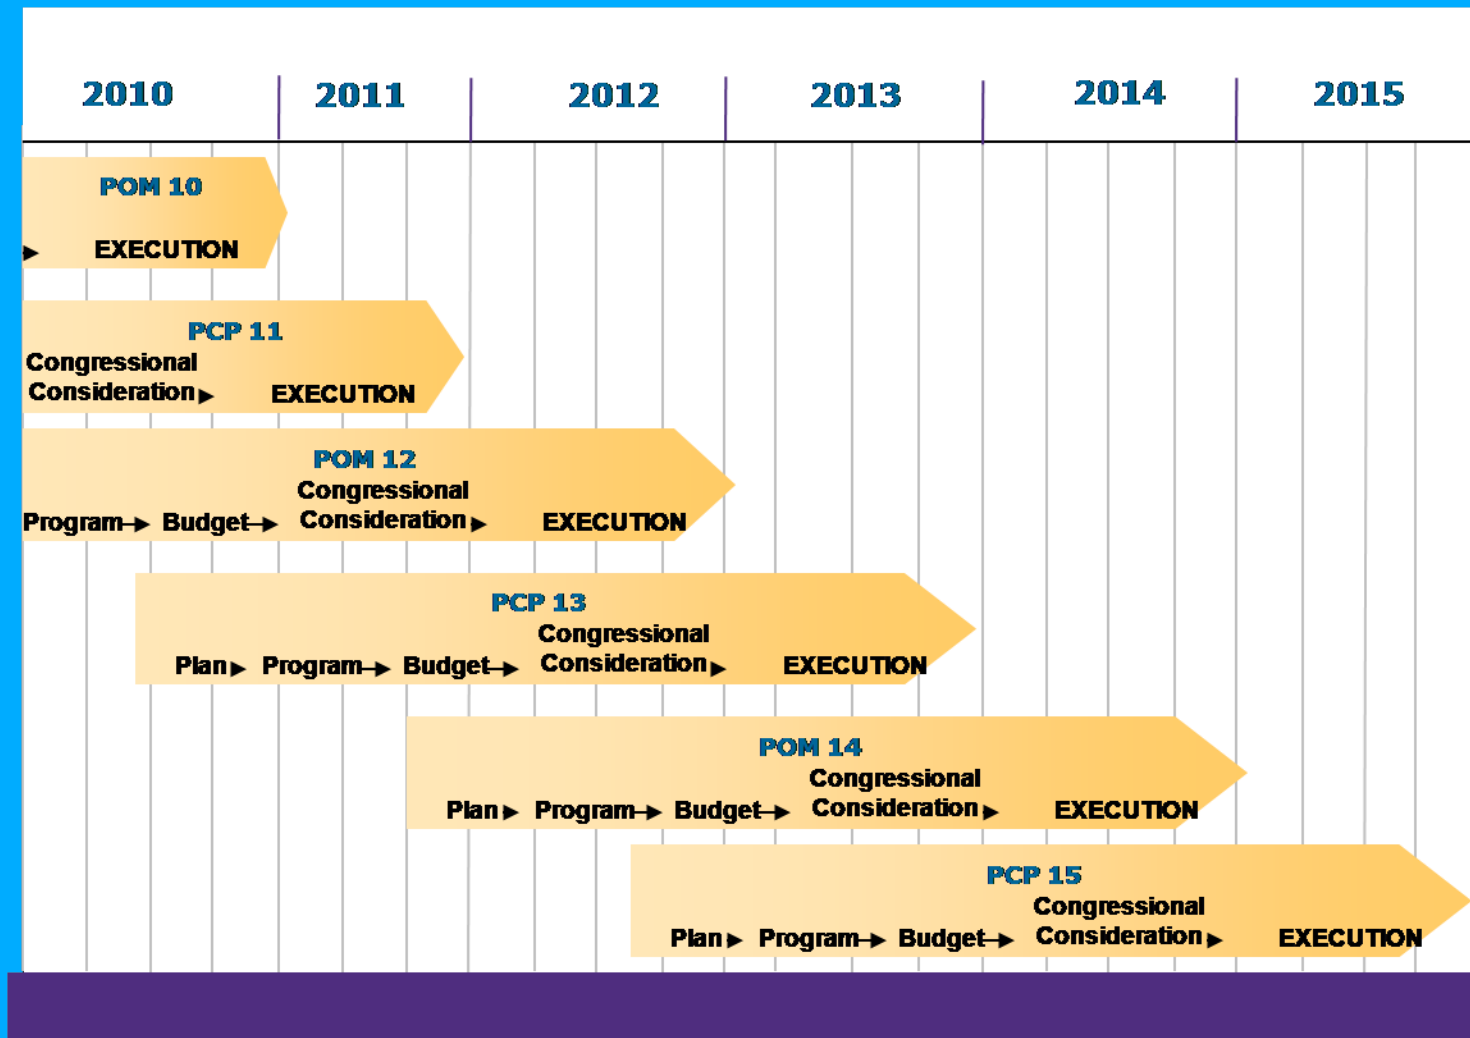 2010 2011 2012 2013 2014 2015
POM 10
EXECUTION
PCP 11
Congressional
Consideration EXECUTION
POM 12
Congressional
Program Budget Consideration EXECUTION
PCP 13
Congressional
Plan Program Budget Consideration EXECUTION
POM 14
Congressional
Plan Program Budget Consideration EXECUTION
PCP 15
Congressional
Plan Program Budget Consideration EXECUTION